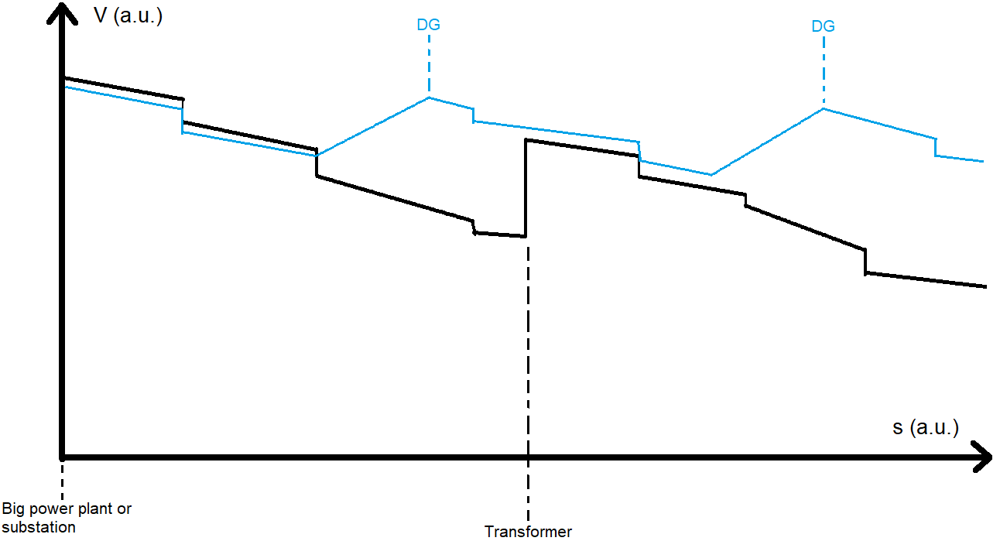 V (a.u.)
DG
DG
s (a.u.)
Big power plant or
substation
Transformer